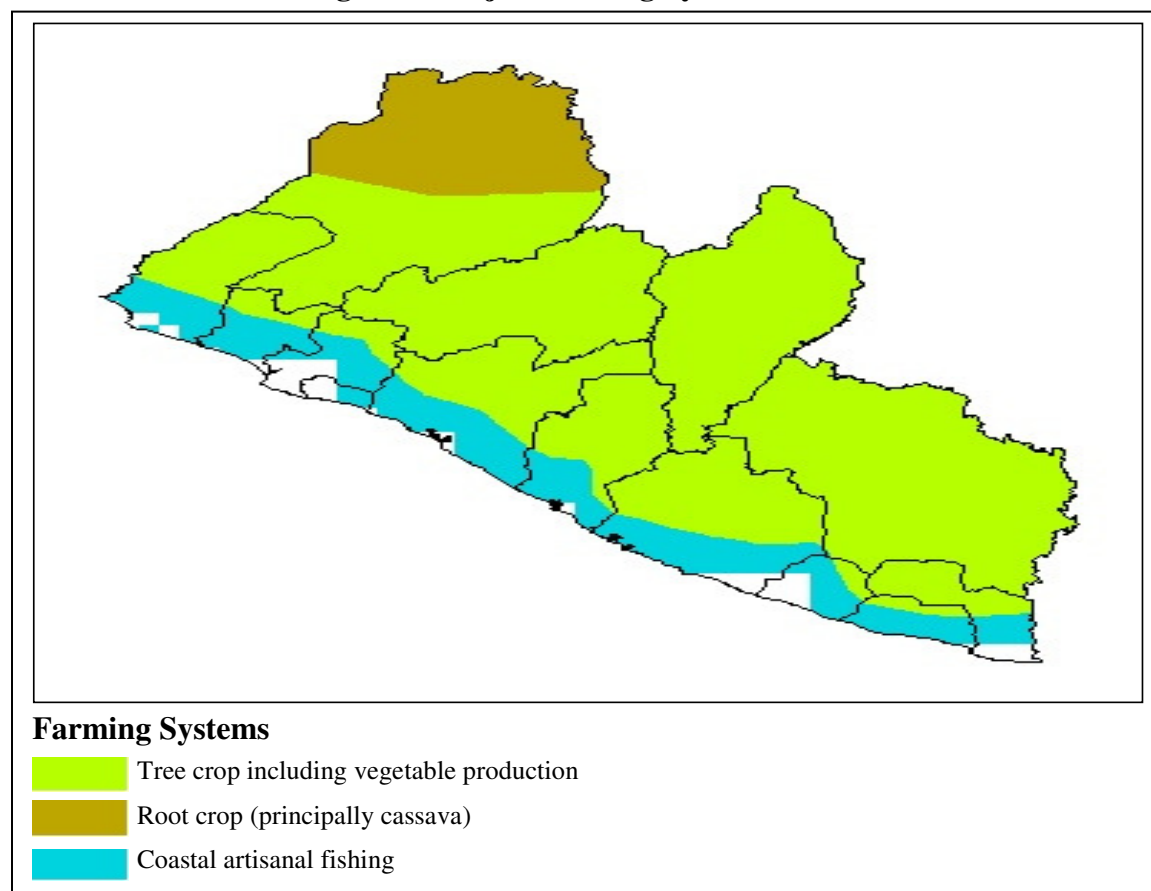 Farming Systems
Tree crop including vegetable production
Root crop (principally cassava)
Coastal artisanal fishing